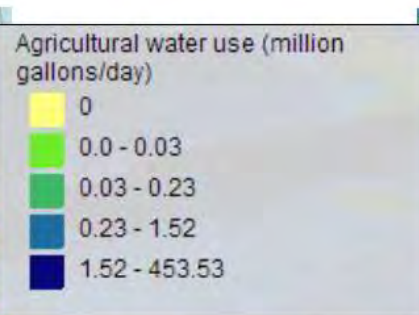 Agricultural water use (million
gallons/day)
0
0.0 - 0.03
0.03 - 0.23
0.23 - 1.52
1.52 - 453.53